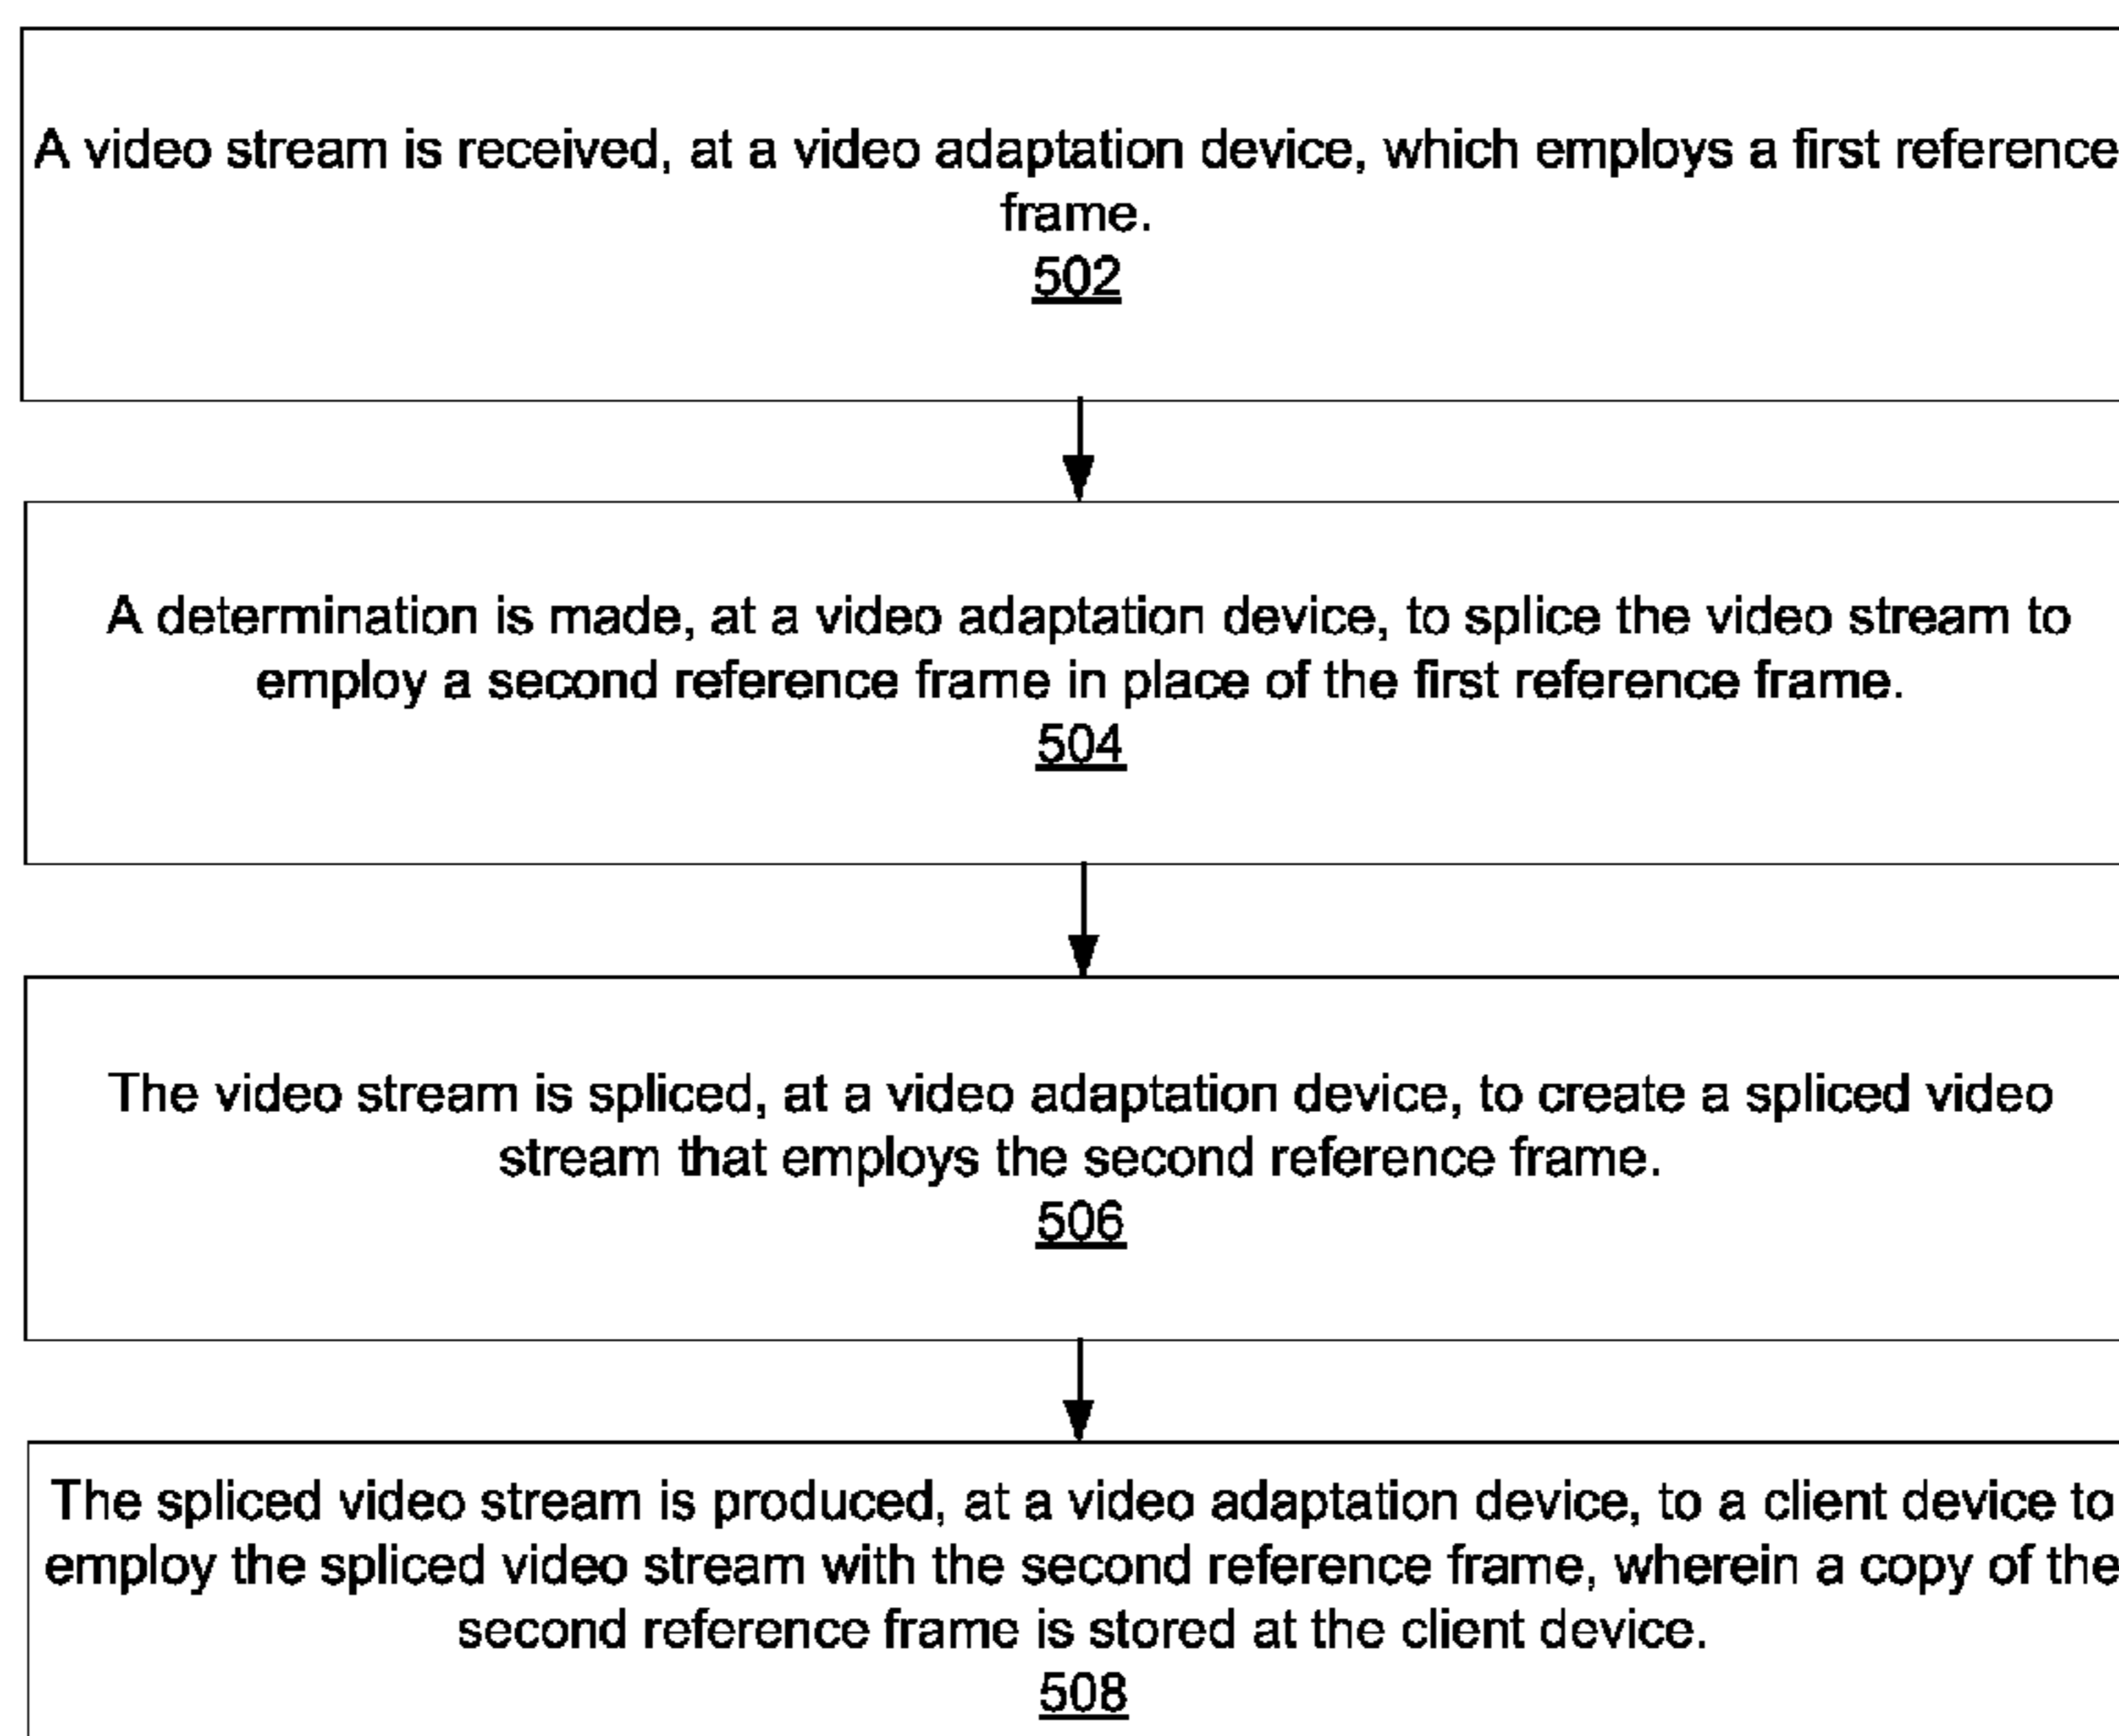 A video stream is received, at a video adaptation device, which employs a first reference
frame.
502
A determination is made, at a video adaptation device, to splice the video stream to
employ a second reference frame in place of the first reference frame.
504
The video stream is spliced, at a video adaptation device, to create a spliced video
stream that employs the second reference frame.
506
The spliced video stream is produced, at a video adaptation device, to a client device to
employ the spliced video stream with the second reference frame, wherein a copy of the
second reference frame is stored at the client device.
508